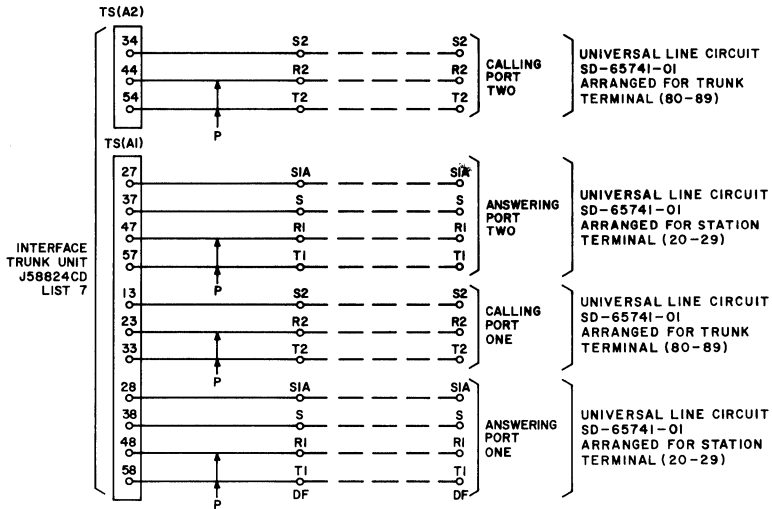 TS(A2)
34 S2 S2
44 R2 R2
54 T2 T2
P
CALLING
PORT
TWO
UNIVERSAL LINE CIRCUIT
SD-65741-01
ARRANGED FOR TRUNK
TERMINAL (80-89)
TS(A1)
27 S1A S1A
37 S S
47 R1 R1
57 T1 T1
P
ANSWERING
PORT
TWO
UNIVERSAL LINE CIRCUIT
SD-65741-01
ARRANGED FOR STATION
TERMINAL (20-29)
INTERFACE
TRUNK UNIT
J58824CD
LIST 7
13 S2 S2
23 R2 R2
33 T2 T2
P
CALLING
PORT
ONE
UNIVERSAL LINE CIRCUIT
SD-65741-01
ARRANGED FOR TRUNK
TERMINAL (80-89)
28 S1A S1A
38 S S
48 R1 R1
58 T1 T1
DF DF
P
ANSWERING
PORT
ONE
UNIVERSAL LINE CIRCUIT
SD-65741-01
ARRANGED FOR STATION
TERMINAL (20-29)